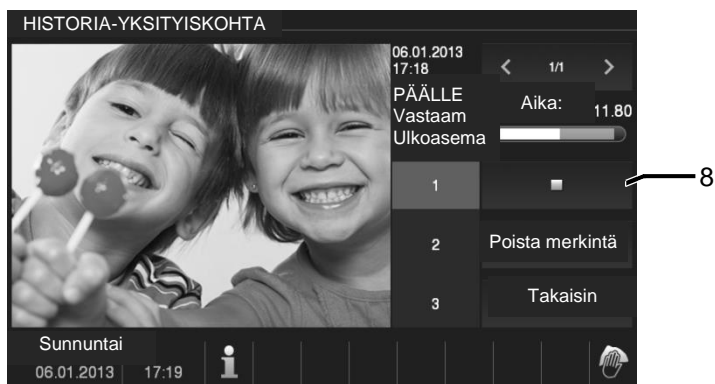 HISTORIA-YKSITYISKOHTA
06.01.2013
17:18
1/1
PÄÄLLE
Vastaam
Ulkoasema
Aika:
11.80
1
8
2
Poista merkintä
3
Takaisin
Sunnuntai
06.01.2013 17:19